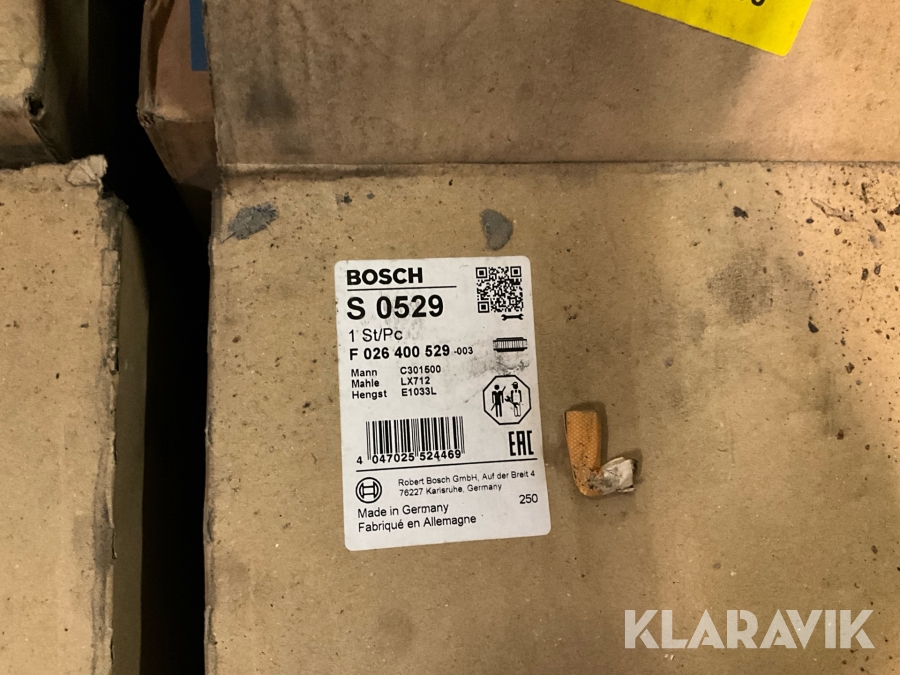 BOSCH
S 0529
1 St/Pc
F 026 400 529 -003
Mann C301500
Mahle LX712
Hengst E1033L
4 047025 524469
EAC
Robert Bosch GmbH, Auf der Breit 4
76227 Karlsruhe, Germany
Made in Germany 250
Fabriqué en Allemagne
KLARAVIK